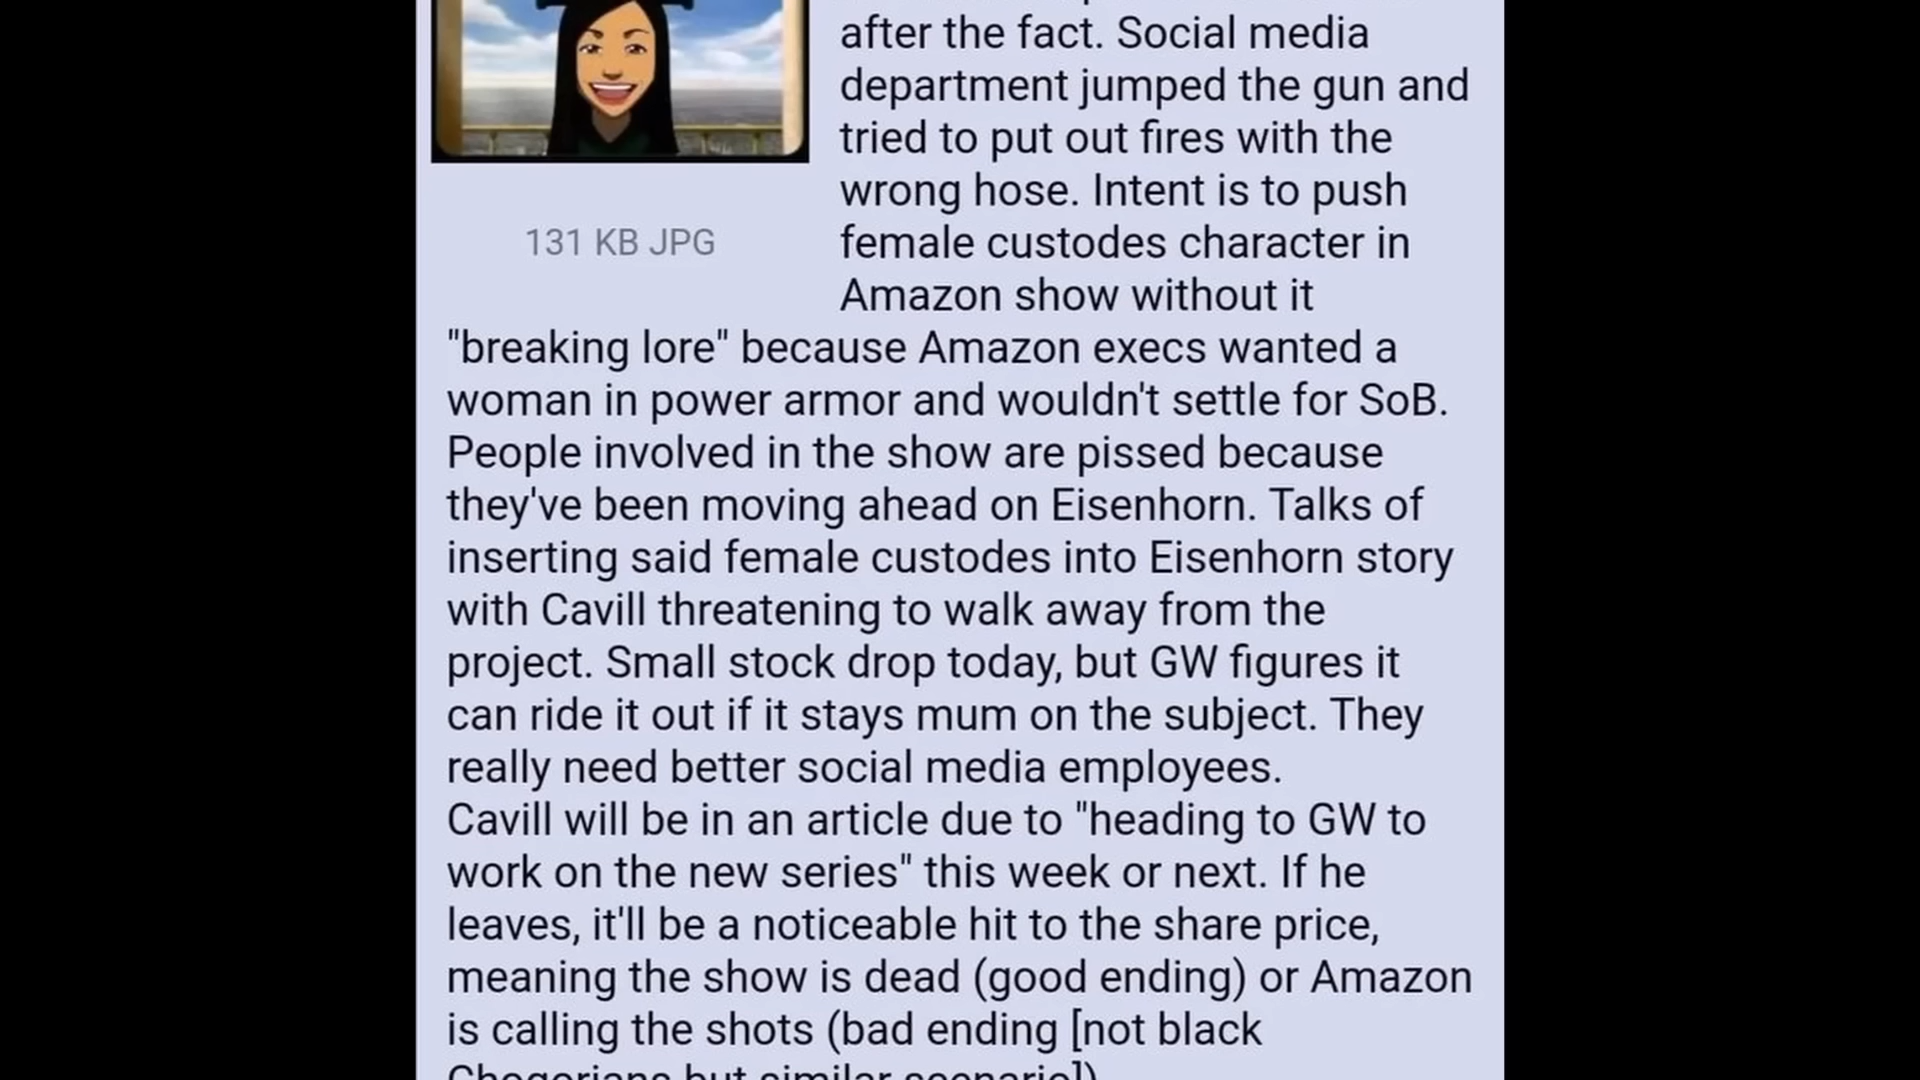 after the fact. Social media
department jumped the gun and
tried to put out fires with the
wrong hose. Intent is to push
131 KB JPG
female custodes character in
Amazon show without it
"breaking lore" because Amazon execs wanted a
woman in power armor and wouldn't settle for SoB.
People involved in the show are pissed because
they've been moving ahead on Eisenhorn. Talks of
inserting said female custodes into Eisenhorn story
with Cavill threatening to walk away from the
project. Small stock drop today, but GW figures it
can ride it out if it stays mum on the subject. They
really need better social media employees.
Cavill will be in an article due to "heading to GW to
work on the new series" this week or next. If he
leaves, it'll be a noticeable hit to the share price,
meaning the show is dead (good ending) or Amazon
is calling the shots (bad ending [not black
Chogorians but similar scenario])